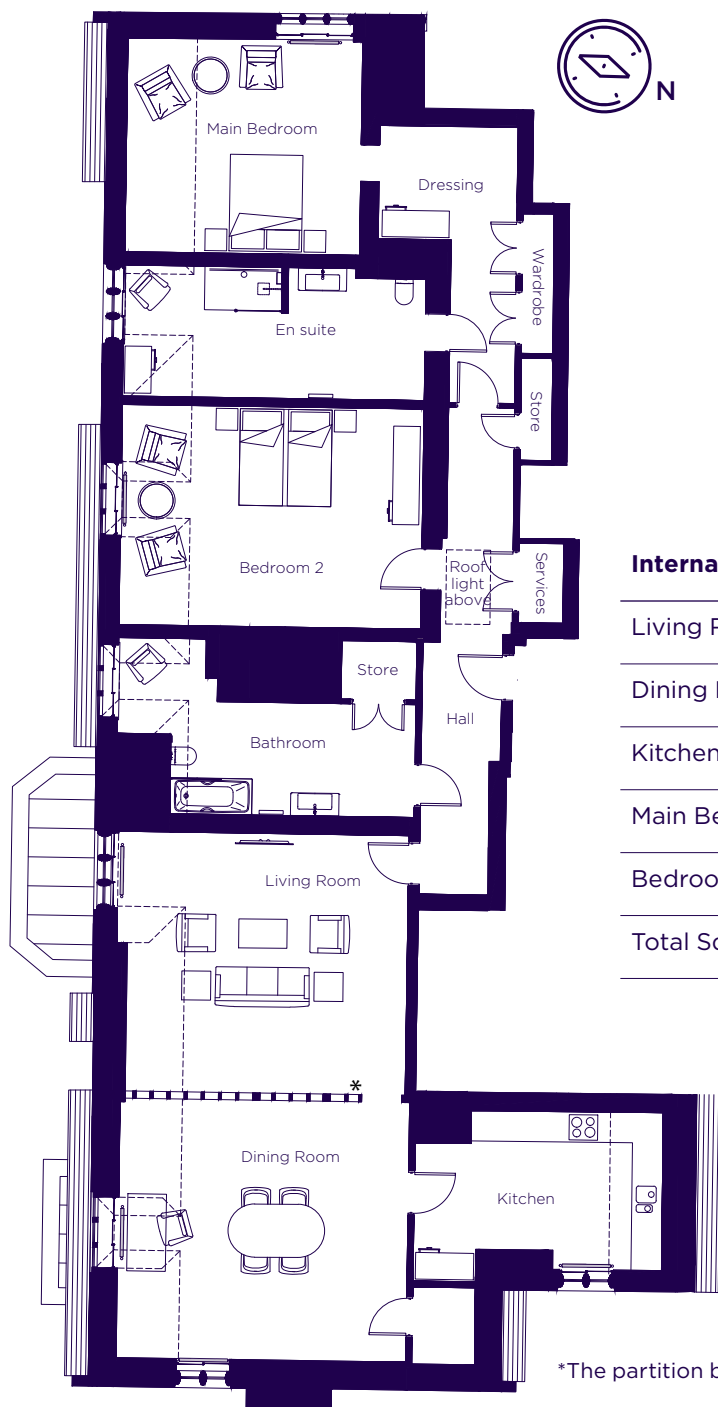 N
Main Bedroom
Dressing
Wardrobe
En suite
Store
Bedroom 2
Roof
light
above
Services
Store
Hall
Bathroom
Living Room
*
Dining Room
Kitchen
Interna
Living R
Dining
Kitchen
Main Be
Bedroo
Total Sq
*The partition b